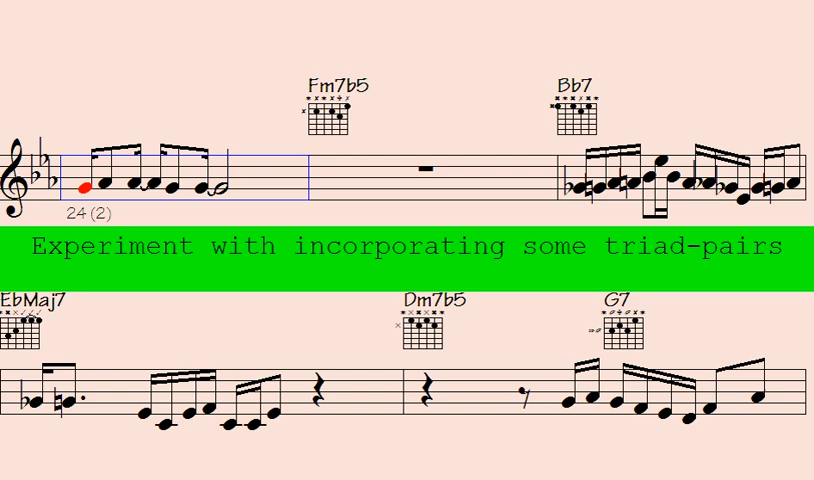 Fm7b5 Bb7
24 (2)
Experiment with incorporating some triad-pairs
EbMaj7 Dm7b5 G7